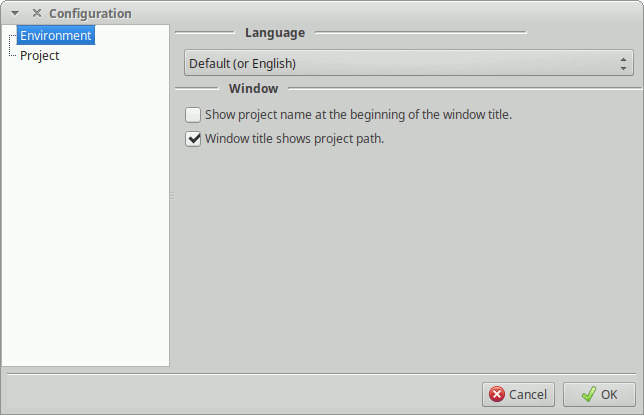 Configuration
Environment
Project
Language
Default (or English)
Window
Show project name at the beginning of the window title.
Window title shows project path.
Cancel
OK